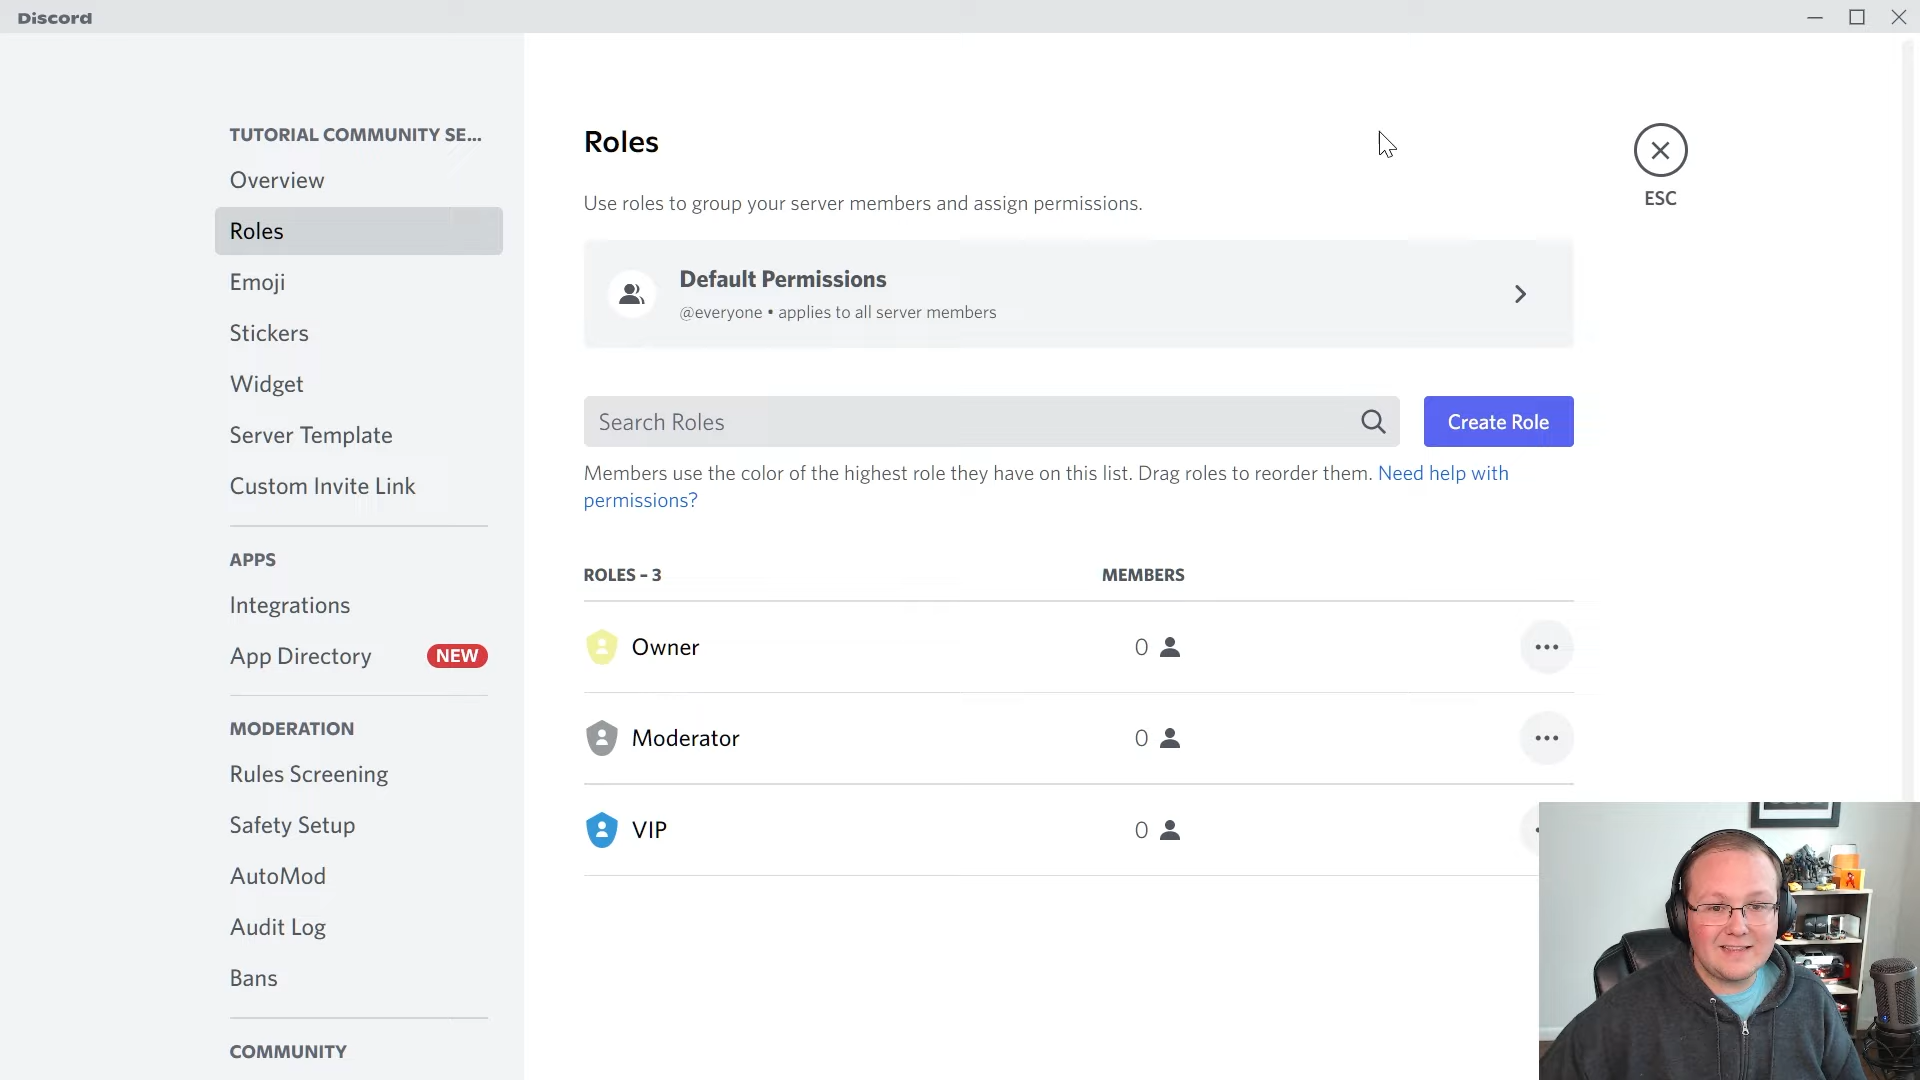 Discord
TUTORIAL COMMUNITY SE...
Overview
Roles
Emoji
Stickers
Widget
Server Template
Custom Invite Link
APPS
Integrations
App Directory
NEW
MODERATION
Rules Screening
Safety Setup
AutoMod
Audit Log
Bans
COMMUNITY
Roles
ESC
Use roles to group your server members and assign permissions.
Default Permissions
@everyone • applies to all server members
Search Roles
Create Role
Members use the color of the highest role they have on this list. Drag roles to reorder them. Need help with
permissions?
ROLES – 3
MEMBERS
Owner
0
Moderator
0
VIP
0